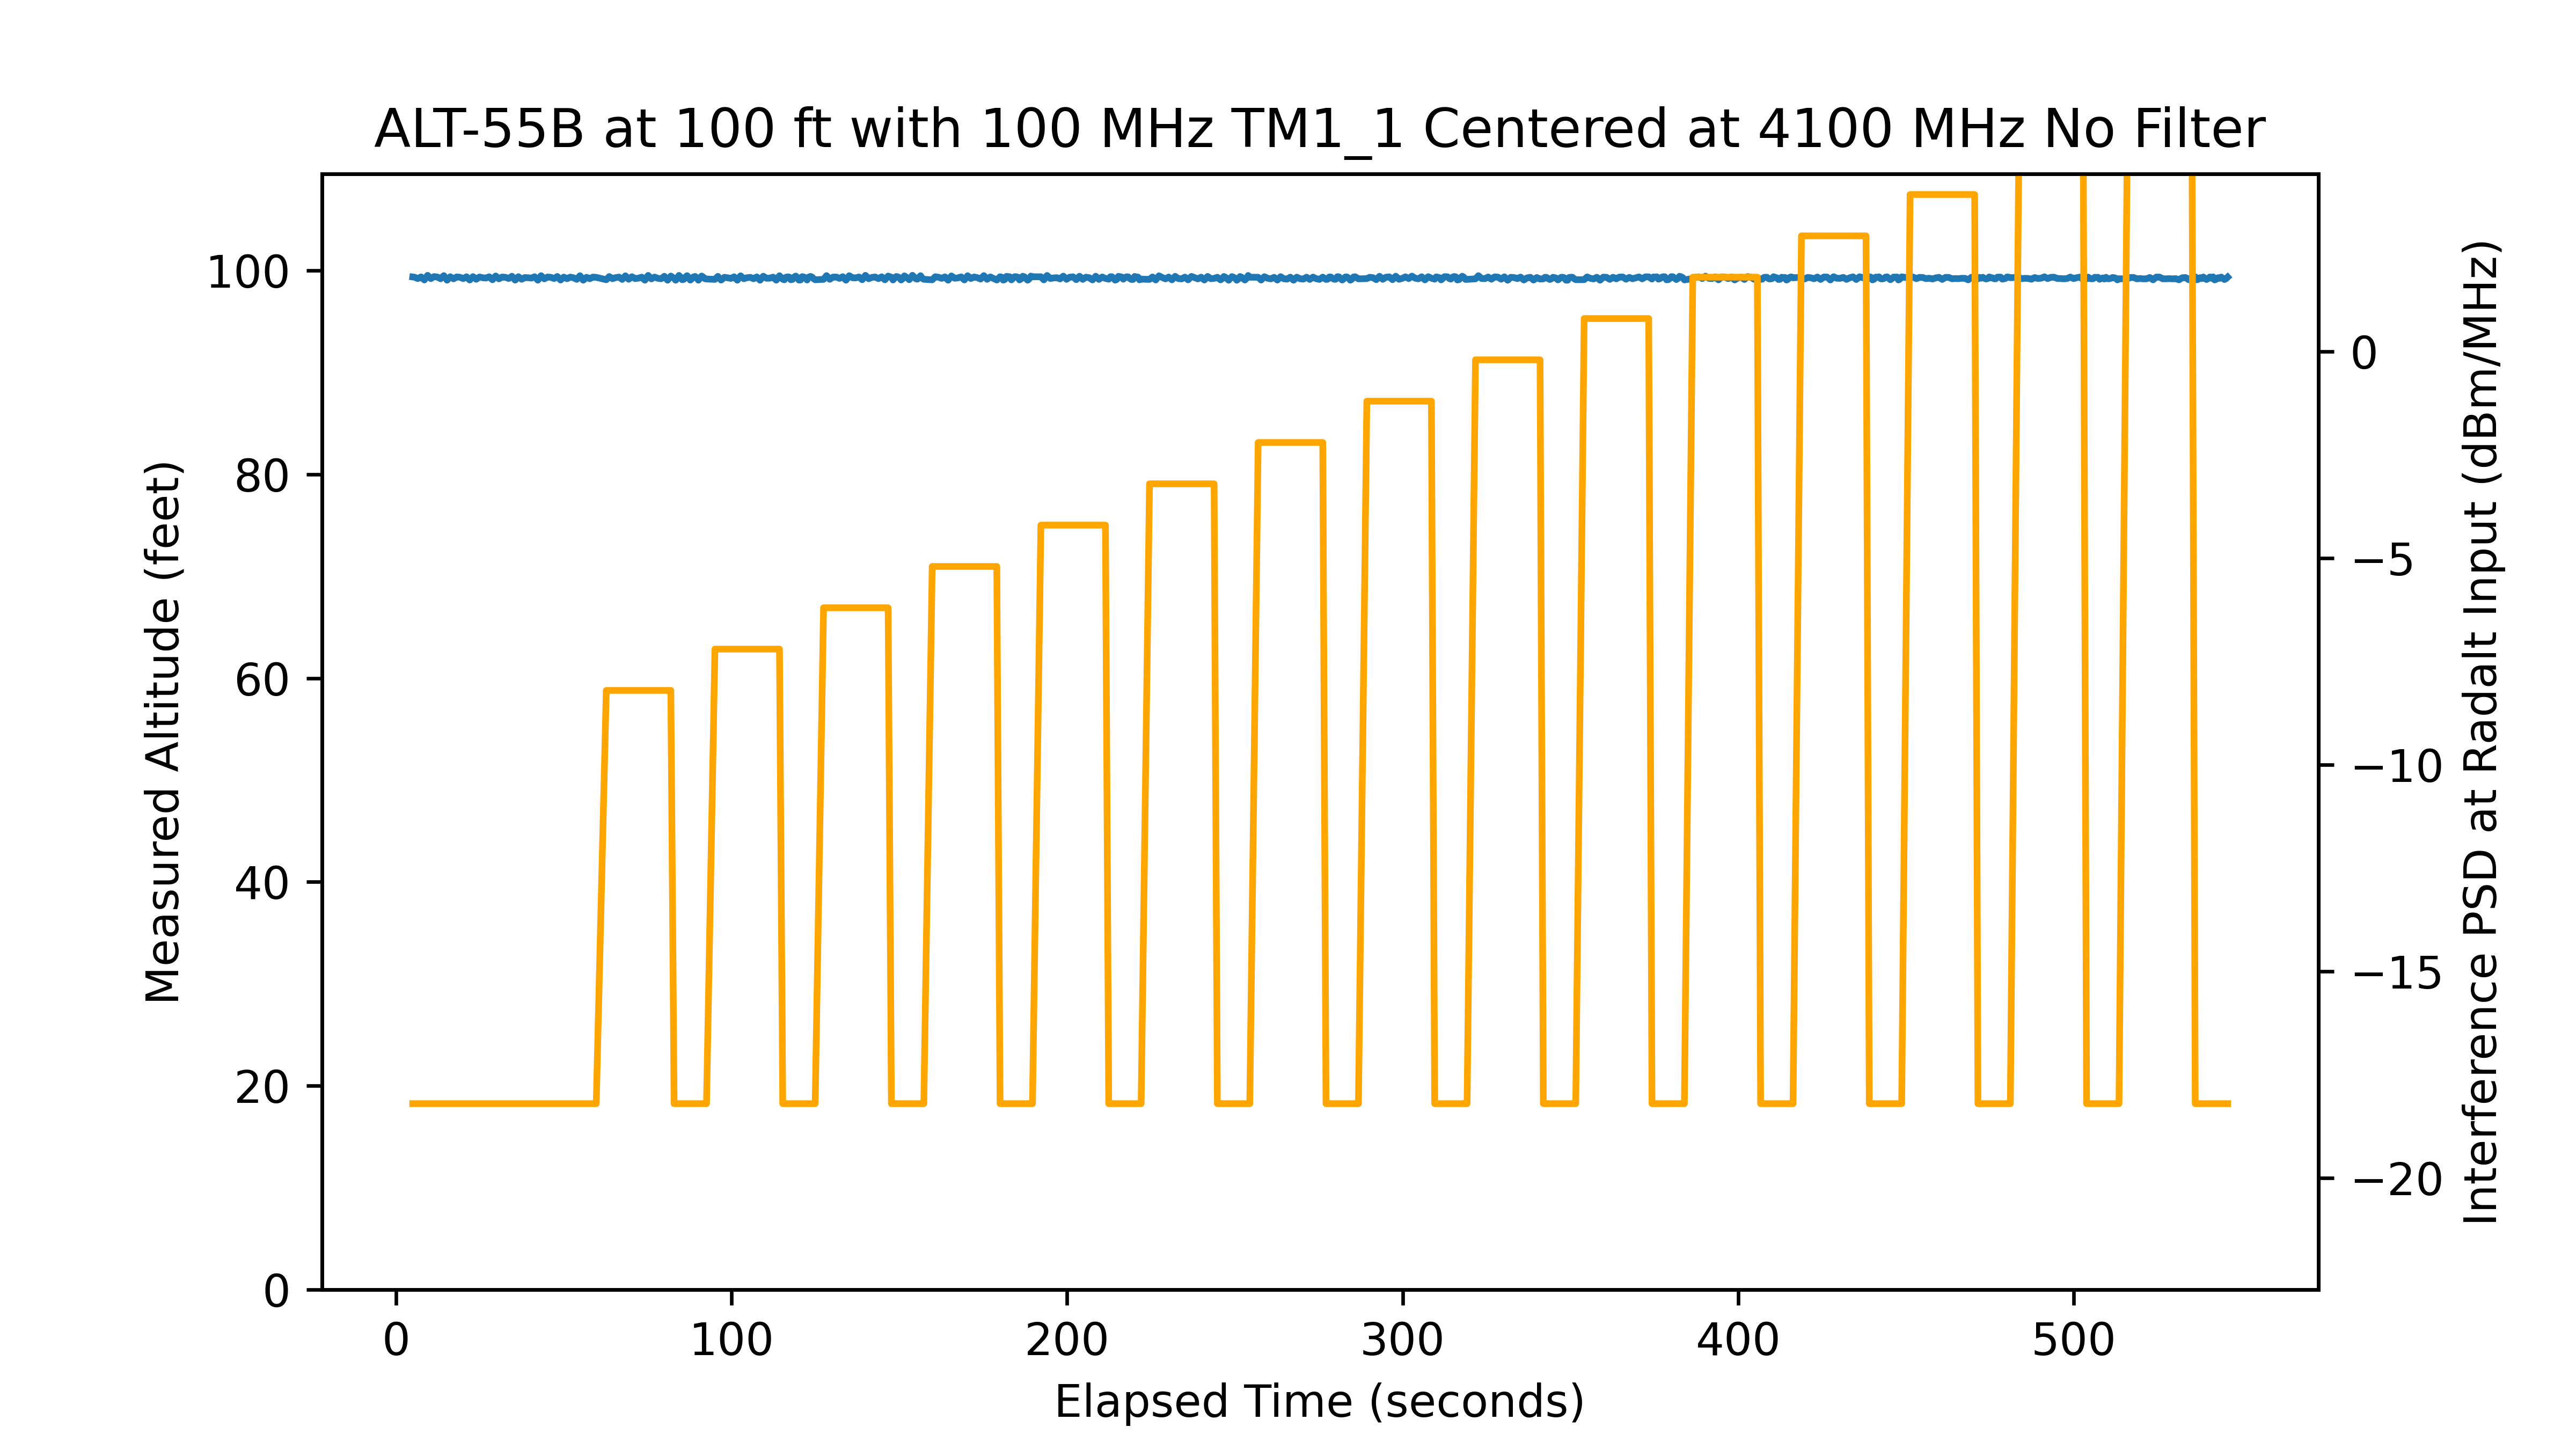 ALT-55B at 100 ft with 100 MHz TM1_1 Centered at 4100 MHz No Filter
Measured Altitude (feet)
100
80
60
40
20
0
0
−5
−10
−15
−20
Interference PSD at Radalt Input (dBm/MHz)
0 100 200 300 400 500
Elapsed Time (seconds)